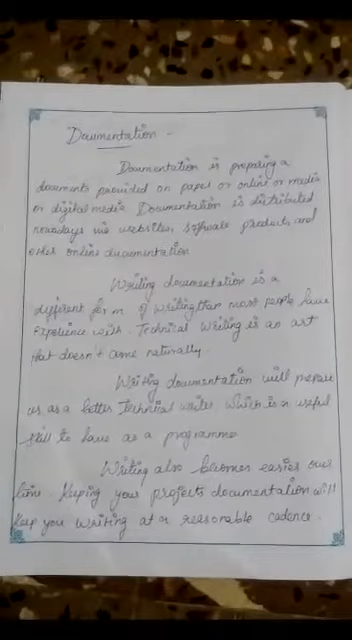 Documentation -
Documentation is preparing a
documents provided on paper or online or media
or digital media. Documentation is distributed
nowadays via websites, software products and
other online documentation
Writing documentation is a
different form of writing than most people have
experience with. Technical writing is an art
that doesn't come naturally.
Writing documentation will prepare
us as a better Technical writer which is a useful
skill to have as a programme
Writing also becomes easier over
time. Keeping your projects documentation will
keep you writing at a reasonable cadence.